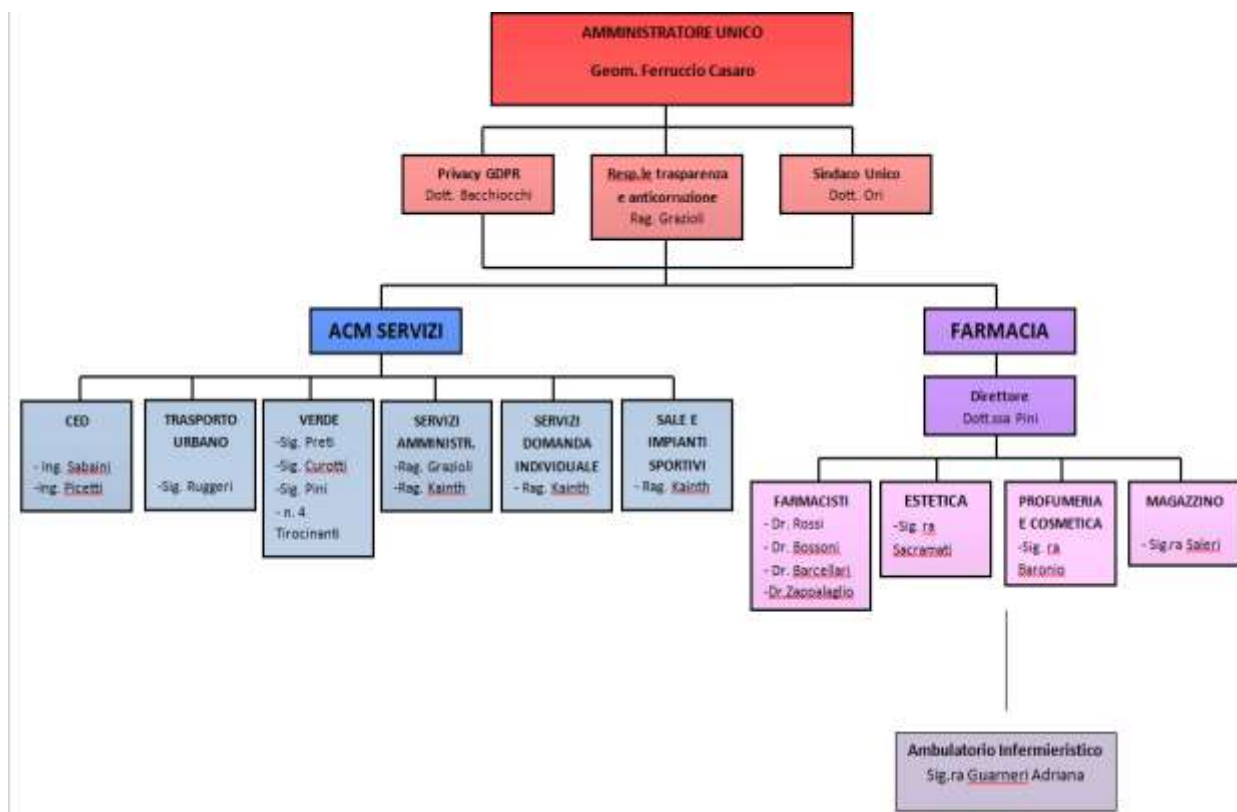 AMMINISTRATORE UNICO
Geom. Ferruccio Casaro
Privacy GDPR
Dott. Bacchiocchi
Resp.le trasparenza
e anticorruzione
Rag. Grazioli
Sindaco Unico
Dott. Ori
ACM SERVIZI
FARMACIA
CED
- Ing. Sabaini
-Ing. Picetti
TRASPORTO
URBANO
-Sig. Ruggeri
VERDE
-Sig. Preti
-Sig. Curotti
-Sig. Pini
- n. 4
Tirocinanti
SERVIZI
AMMINISTR.
-Rag. Grazioli
-Rag. Kainth
SERVIZI
DOMANDA
INDIVIDUALE
- Rag. Kainth
SALE E
IMPIANTI
SPORTIVI
- Rag. Kainth
Direttore
Dott.ssa Pini
FARMACISTI
- Dr. Rossi
- Dr. Bossoni
- Dr. Barcellari
-Dr.Zappalaglio
ESTETICA
-Sig. ra
Sacramati
PROFUMERIA
E COSMETICA
-Sig. ra
Baronio
MAGAZZINO
- Sig.ra Saleri
Ambulatorio Infermieristico
Sig.ra Guarneri Adriana